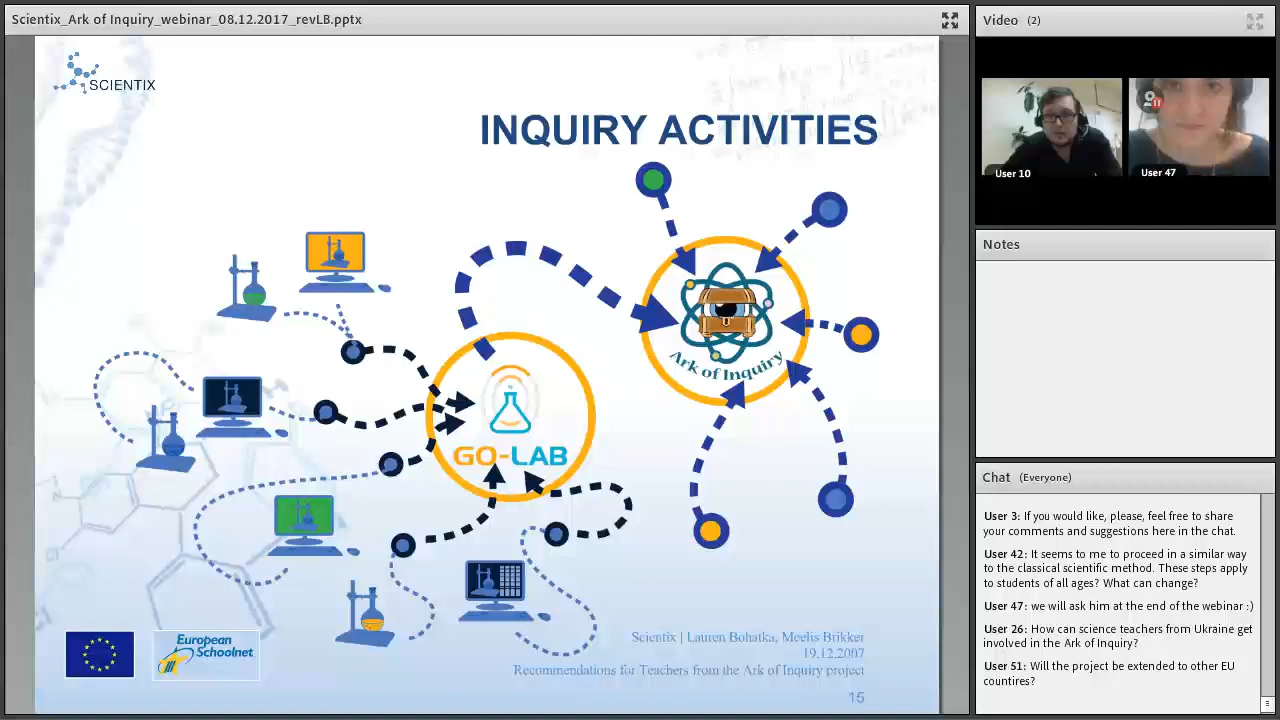 Scientix_Ark of Inquiry_webinar_08.12.2017_revLB.pptx
SCIENTIX
INQUIRY ACTIVITIES
Ark of Inquiry
GO-LAB
European
Schoolnet
Scientix | Lauren Bohatka, Meelis Brikker
19.12.2007
Recommendations for Teachers from the Ark of Inquiry project
15
Video (2)
User 10
User 47
Notes
Chat (Everyone)
User 3: If you would like, please, feel free to share
your comments and suggestions here in the chat.
User 42: It seems to me to proceed in a similar way
to the classical scientific method. These steps apply
to students of all ages? What can change?
User 47: we will ask him at the end of the webinar :)
User 26: How can science teachers from Ukraine get
involved in the Ark of Inquiry?
User 51: Will the project be extended to other EU
countires?